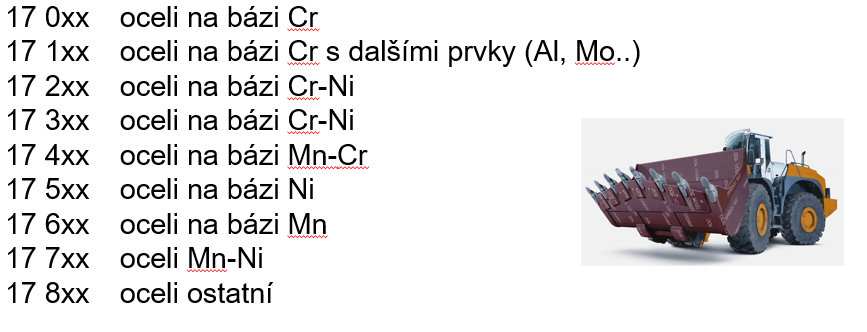 17 0xx oceli na bázi Cr
17 1xx oceli na bázi Cr s dalšími prvky (Al, Mo..)
17 2xx oceli na bázi Cr-Ni
17 3xx oceli na bázi Cr-Ni
17 4xx oceli na bázi Mn-Cr
17 5xx oceli na bázi Ni
17 6xx oceli na bázi Mn
17 7xx oceli Mn-Ni
17 8xx oceli ostatní